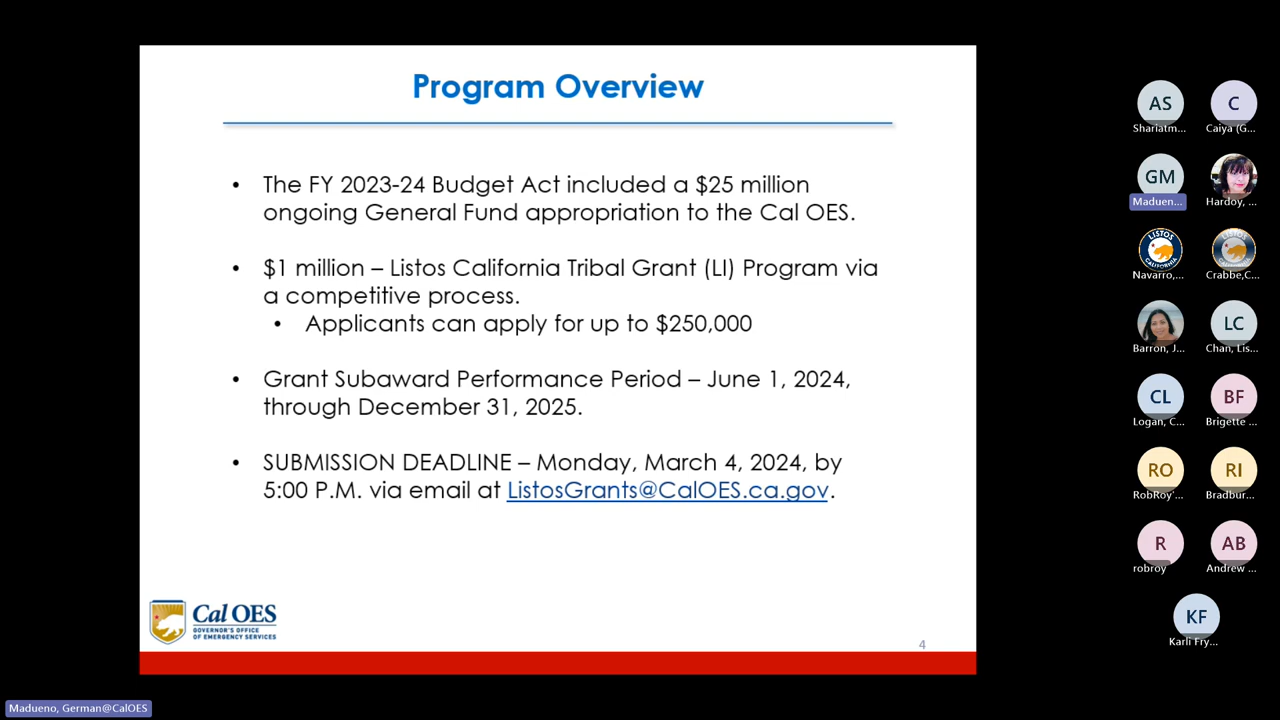 Program Overview
• The FY 2023-24 Budget Act included a $25 million
ongoing General Fund appropriation to the Cal OES.
• $1 million – Listos California Tribal Grant (LI) Program via
a competitive process.
• Applicants can apply for up to $250,000
• Grant Subaward Performance Period – June 1, 2024,
through December 31, 2025.
• SUBMISSION DEADLINE – Monday, March 4, 2024, by
5:00 P.M. via email at ListosGrants@CalOES.ca.gov.
Cal OES
GOVERNOR'S OFFICE
OF EMERGENCY SERVICES
4
AS
Shariatm...
C
Caiya (G...
GM
Maduen...
Hardoy, ...
LISTOS
CALIFORNIA
Navarro,...
LISTOS
CALIFORNIA
Crabbe,C...
Barron, J...
LC
Chan, Lis...
CL
Logan, C...
BF
Brigette ...
RO
RobRoy'...
RI
Bradbur...
R
robroy
AB
Andrew ...
KF
Karli Fry...
Madueno, German@CalOES